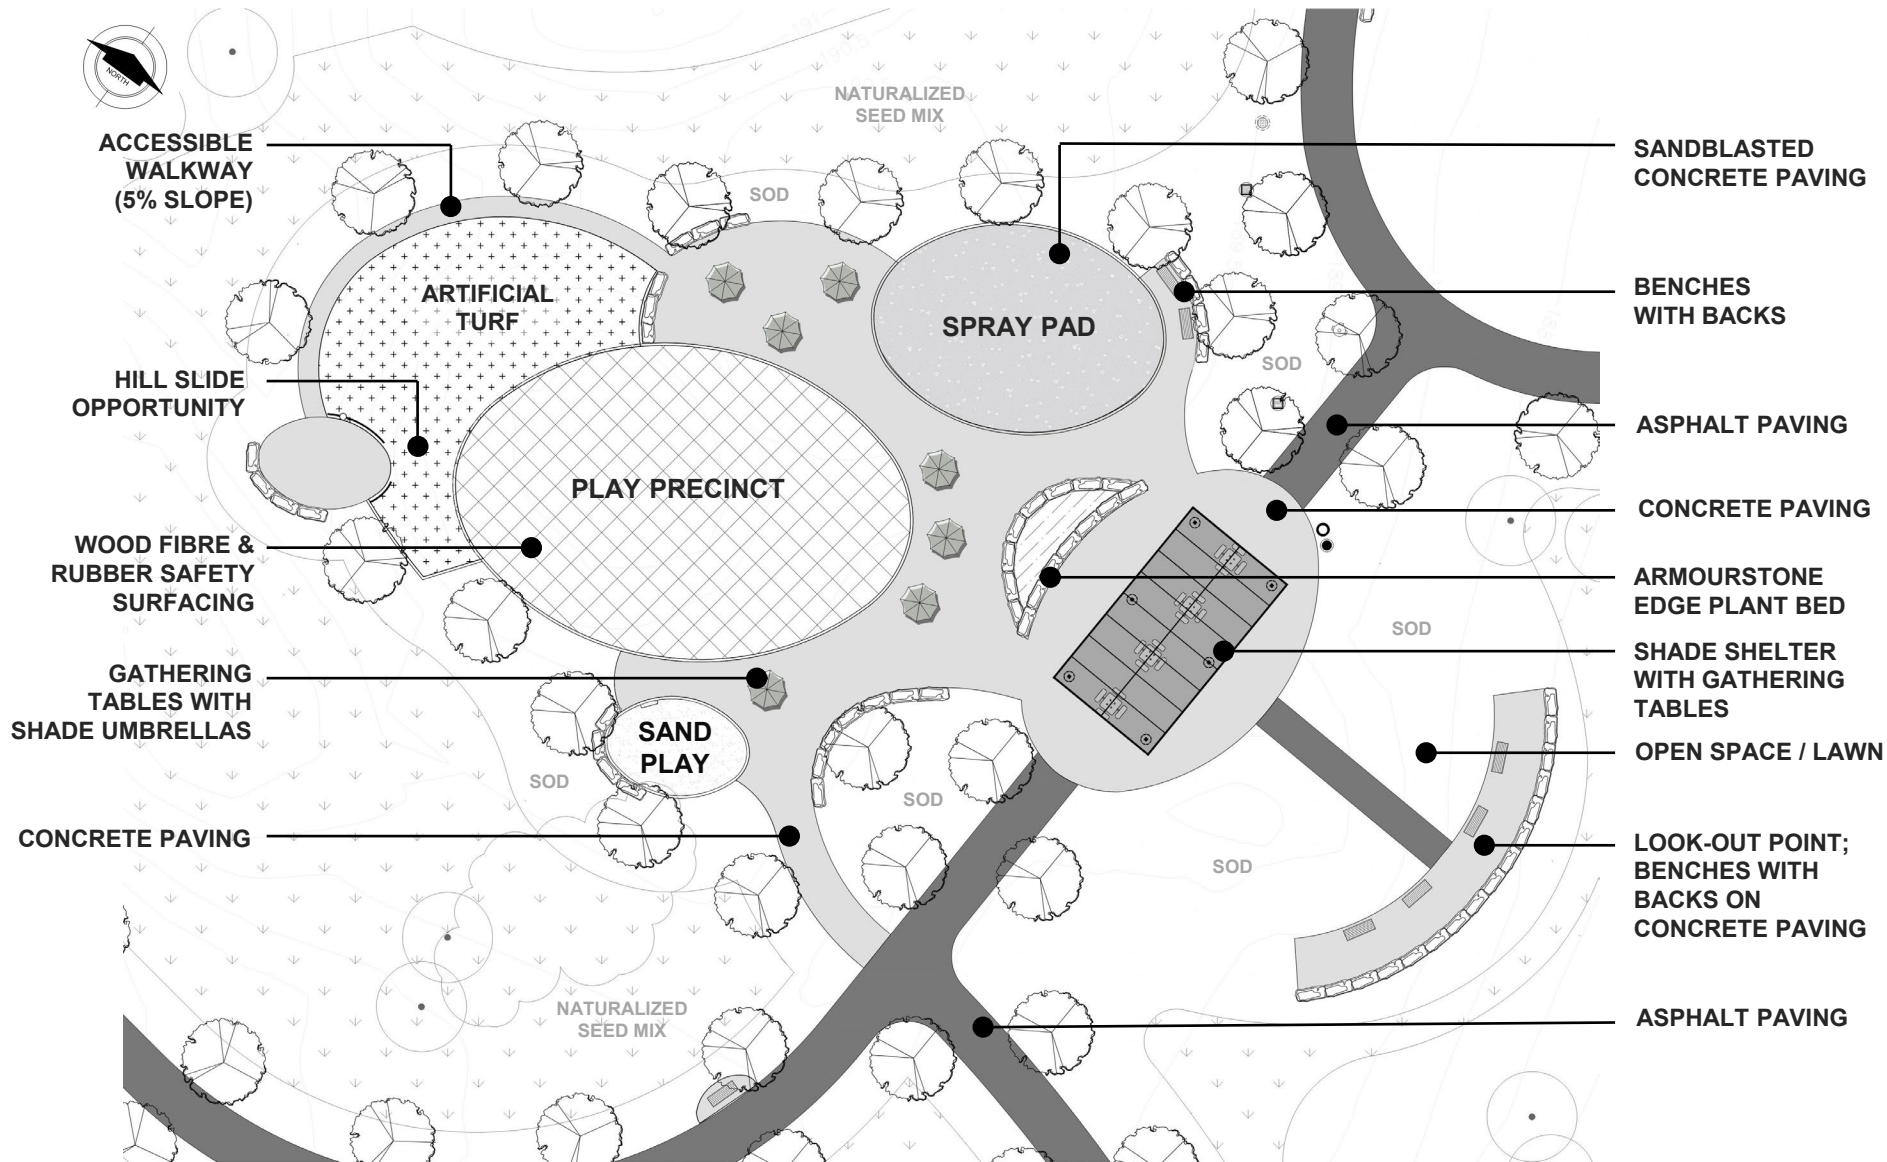 NORTH
ACCESSIBLE
WALKWAY
(5% SLOPE)
HILL SLIDE
OPPORTUNITY
WOOD FIBRE &
RUBBER SAFETY
SURFACING
GATHERING
TABLES WITH
SHADE UMBRELLAS
CONCRETE PAVING
NATURALIZED
SEED MIX
SOD
ARTIFICIAL
TURF
SPRAY PAD
SOD
PLAY PRECINCT
SOD
SAND
PLAY
SOD
SOD
SOD
NATURALIZED
SEED MIX
SANDBLASTED
CONCRETE PAVING
BENCHES
WITH BACKS
ASPHALT PAVING
CONCRETE PAVING
ARMOURSTONE
EDGE PLANT BED
SHADE SHELTER
WITH GATHERING
TABLES
OPEN SPACE / LAWN
LOOK-OUT POINT;
BENCHES WITH
BACKS ON
CONCRETE PAVING
ASPHALT PAVING